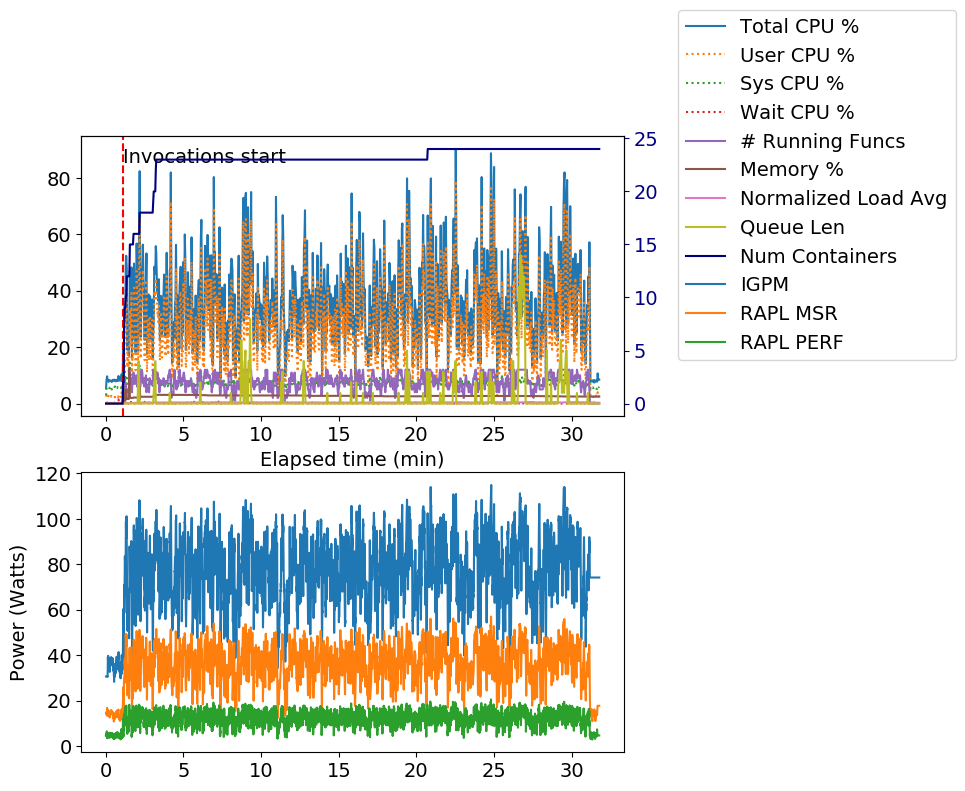 Total CPU %
User CPU %
Sys CPU %
Wait CPU %
# Running Funcs
Memory %
Normalized Load Avg
Queue Len
Num Containers
IGPM
RAPL MSR
RAPL PERF
Invocations start
80
60
40
20
0
25
20
15
10
5
0
0 5 10 15 20 25 30
Elapsed time (min)
Power (Watts)
120
100
80
60
40
20
0
0 5 10 15 20 25 30